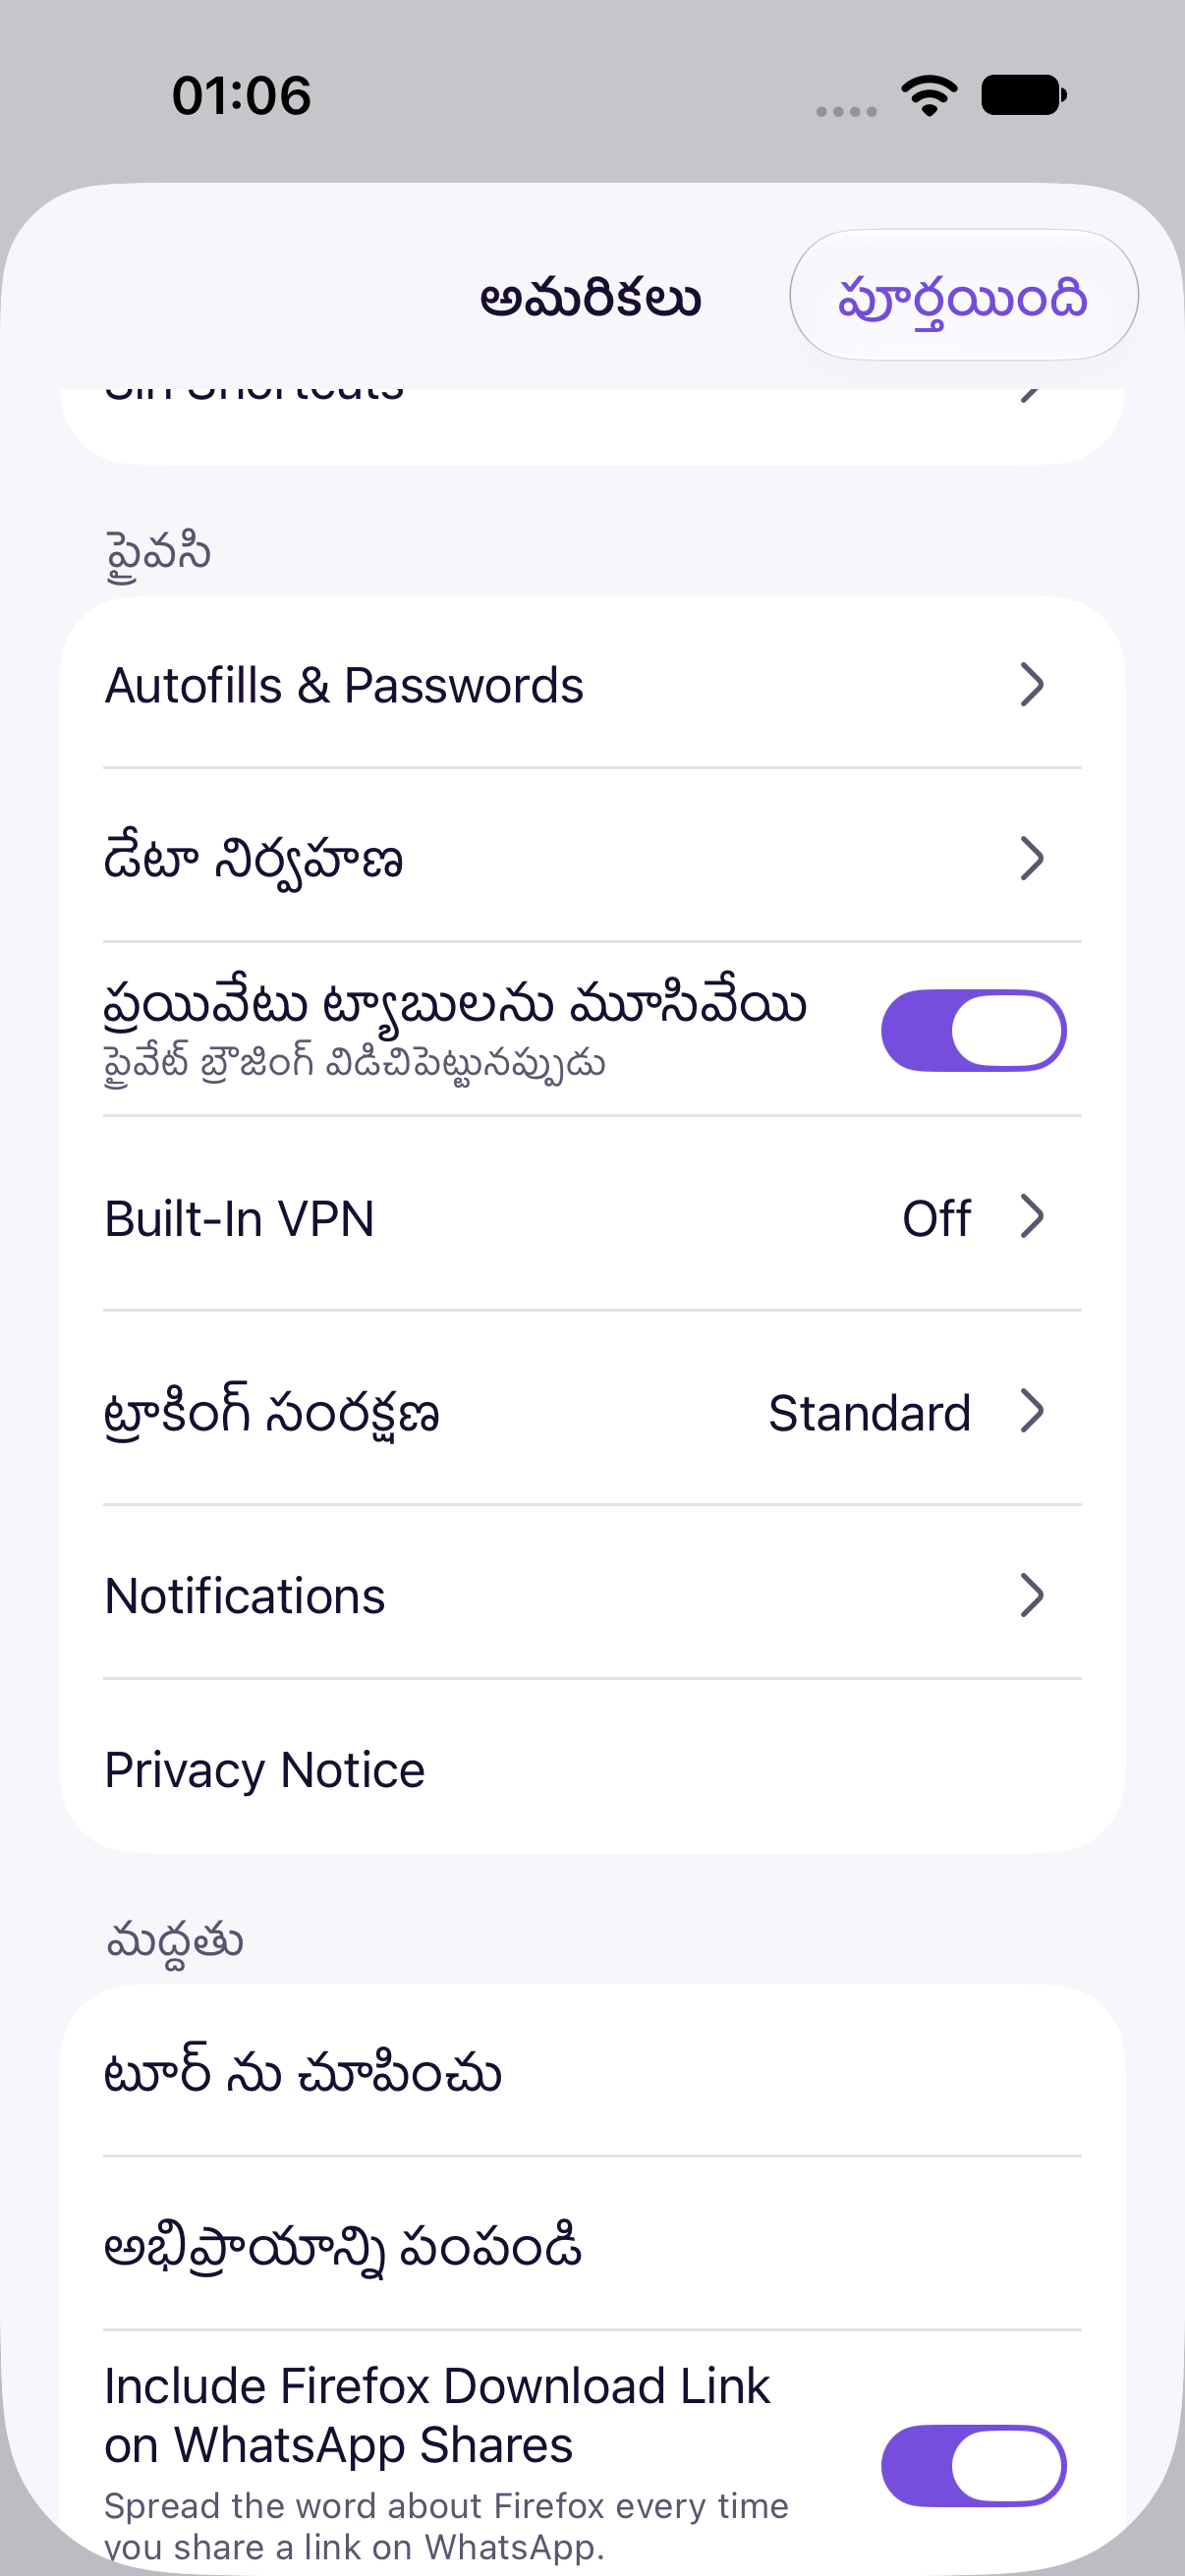 01:06
అమరికలు
పూర్తయింది
Shortcuts
ప్రైవసి
Autofills & Passwords
డేటా నిర్వహణ
ప్రయివేటు ట్యాబులను మూసివేయి
ప్రైవేట్ బ్రౌజింగ్ విడిచిపెట్టునప్పుడు
Built-In VPN
Off
ట్రాకింగ్ సంరక్షణ
Standard
Notifications
Privacy Notice
మద్దతు
టూర్ ను చూపించు
అభిప్రాయాన్ని పంపండి
Include Firefox Download Link
on WhatsApp Shares
Spread the word about Firefox every time
you share a link on WhatsApp.